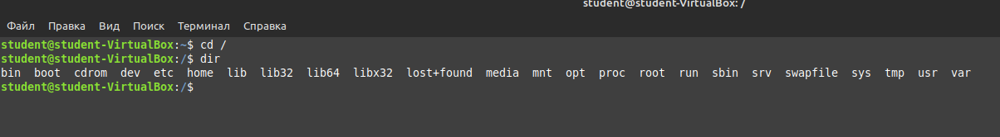 student@student-VirtualBox: /
Файл Правка Вид Поиск Терминал Справка
student@student-VirtualBox:~$ cd /
student@student-VirtualBox:/$ dir
bin boot cdrom dev etc home lib lib32 lib64 libx32 lost+found media mnt opt proc root run sbin srv swapfile sys tmp usr var
student@student-VirtualBox:/$